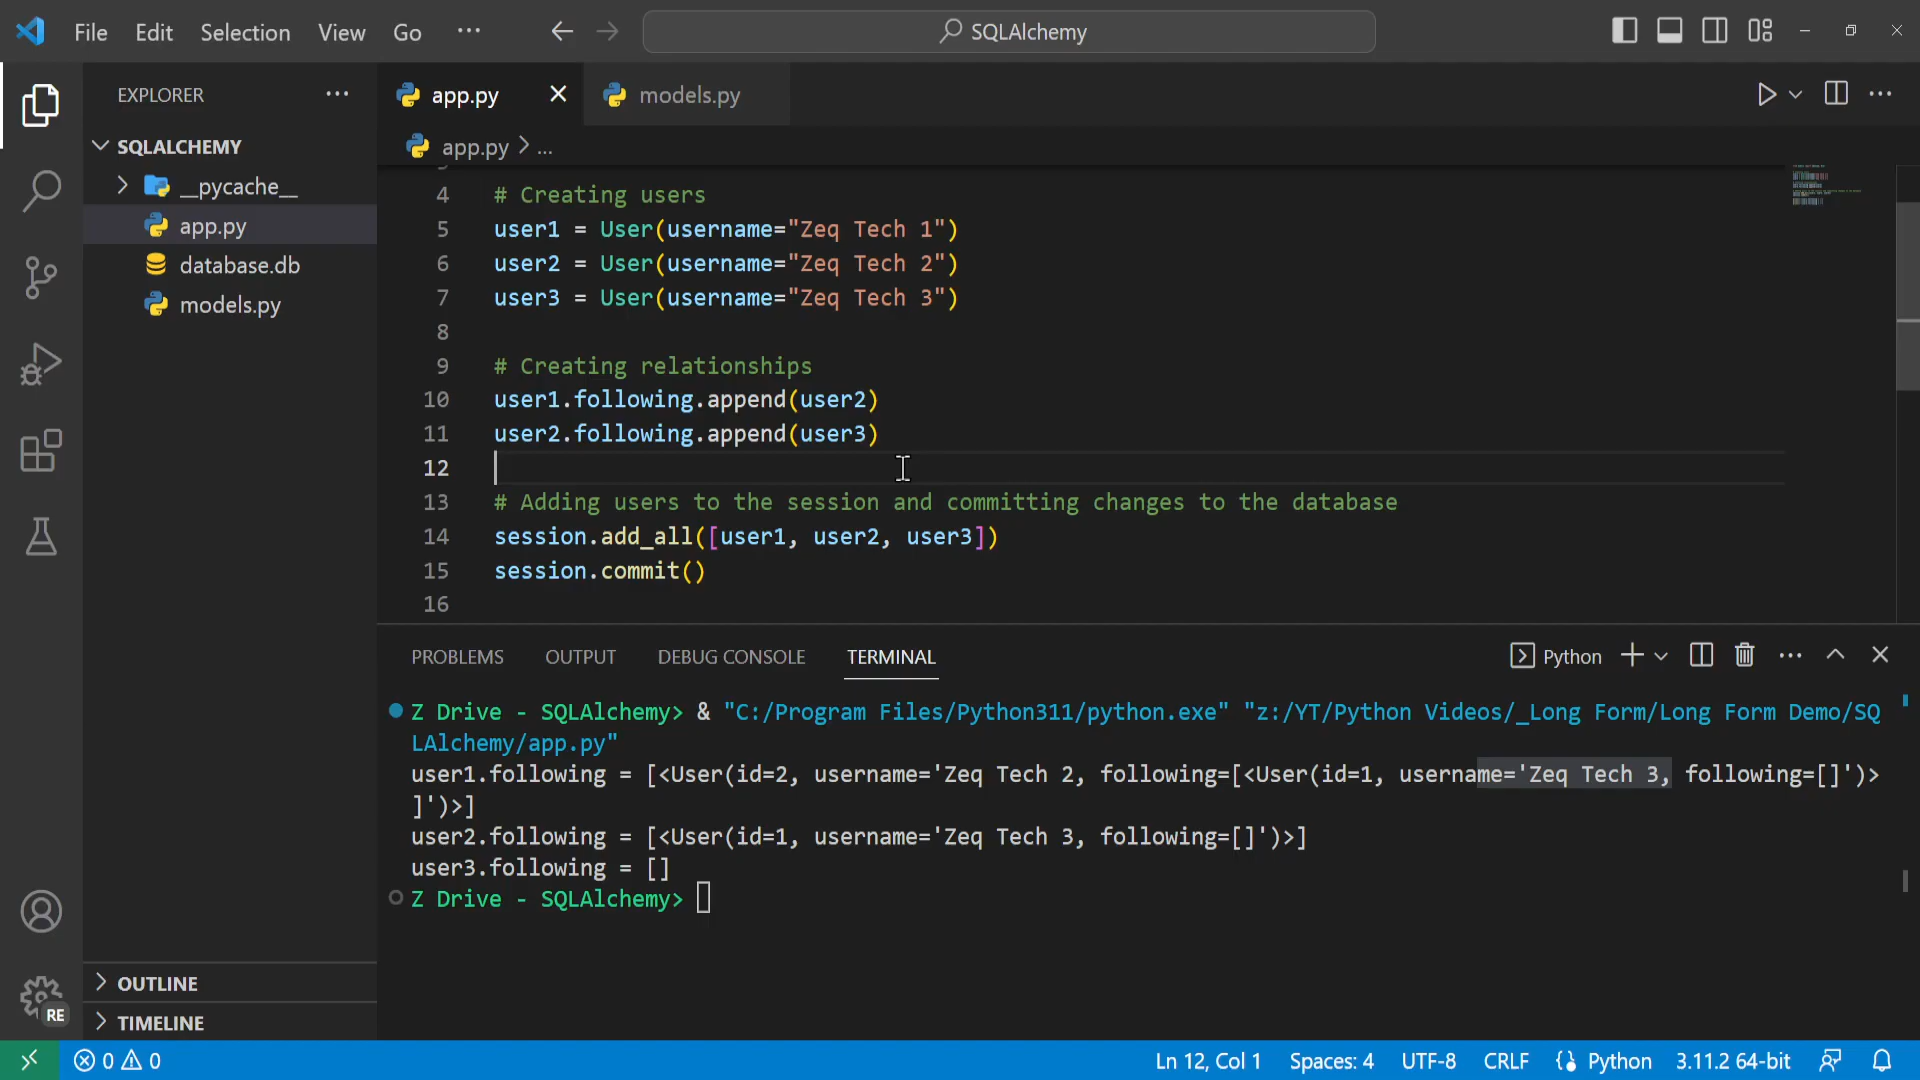 File Edit Selection View Go ··· SQLAlchemy
EXPLORER ···
SQLALCHEMY
__pycache__
app.py
database.db
models.py
OUTLINE
TIMELINE
RE
app.py models.py
app.py > ...
4 # Creating users
5 user1 = User(username="Zeq Tech 1")
6 user2 = User(username="Zeq Tech 2")
7 user3 = User(username="Zeq Tech 3")
8
9 # Creating relationships
10 user1.following.append(user2)
11 user2.following.append(user3)
12
13 # Adding users to the session and committing changes to the database
14 session.add_all([user1, user2, user3])
15 session.commit()
16
PROBLEMS OUTPUT DEBUG CONSOLE TERMINAL Python
Z Drive - SQLAlchemy> & "C:/Program Files/Python311/python.exe" "z:/YT/Python Videos/_Long Form/Long Form Demo/SQ
LAlchemy/app.py"
user1.following = [<User(id=2, username='Zeq Tech 2, following=[<User(id=1, username='Zeq Tech 3, following=[]')>
]')>]
user2.following = [<User(id=1, username='Zeq Tech 3, following=[]')>]
user3.following = []
Z Drive - SQLAlchemy>
0 0 Ln 12, Col 1 Spaces: 4 UTF-8 CRLF Python 3.11.2 64-bit